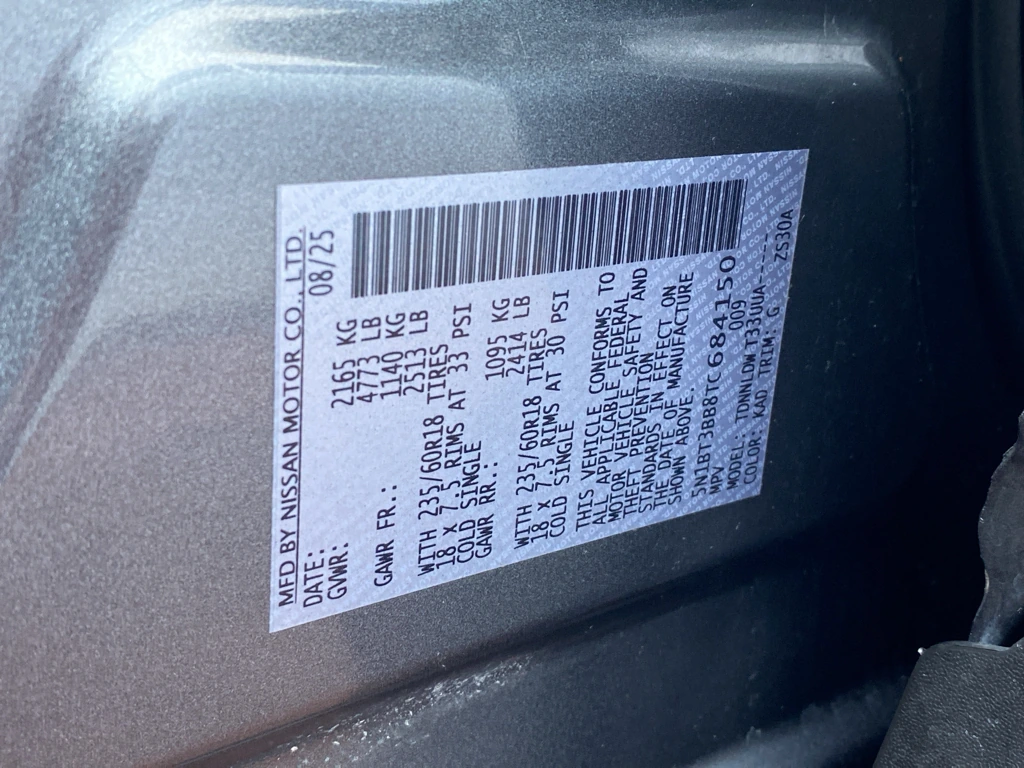 MFD BY NISSAN MOTOR CO.,LTD.
DATE: 08/25
GVWR: 2165 KG
4773 LB
GAWR FR.: 1140 KG
2513 LB
WITH 235/60R18 TIRES
18 x 7.5 RIMS AT 33 PSI
COLD SINGLE
GAWR RR.: 1095 KG
2414 LB
WITH 235/60R18 TIRES
18 x 7.5 RIMS AT 30 PSI
COLD SINGLE
THIS VEHICLE CONFORMS TO
ALL APPLICABLE FEDERAL
MOTOR VEHICLE SAFETY AND
THEFT PREVENTION
STANDARDS IN EFFECT ON
THE DATE OF MANUFACTURE
SHOWN ABOVE.
5N1BT3BB8TC684150
MPV 009
MODEL: TDNNLDW T33UUA-----
COLOR: KAD TRIM: G ZS30A